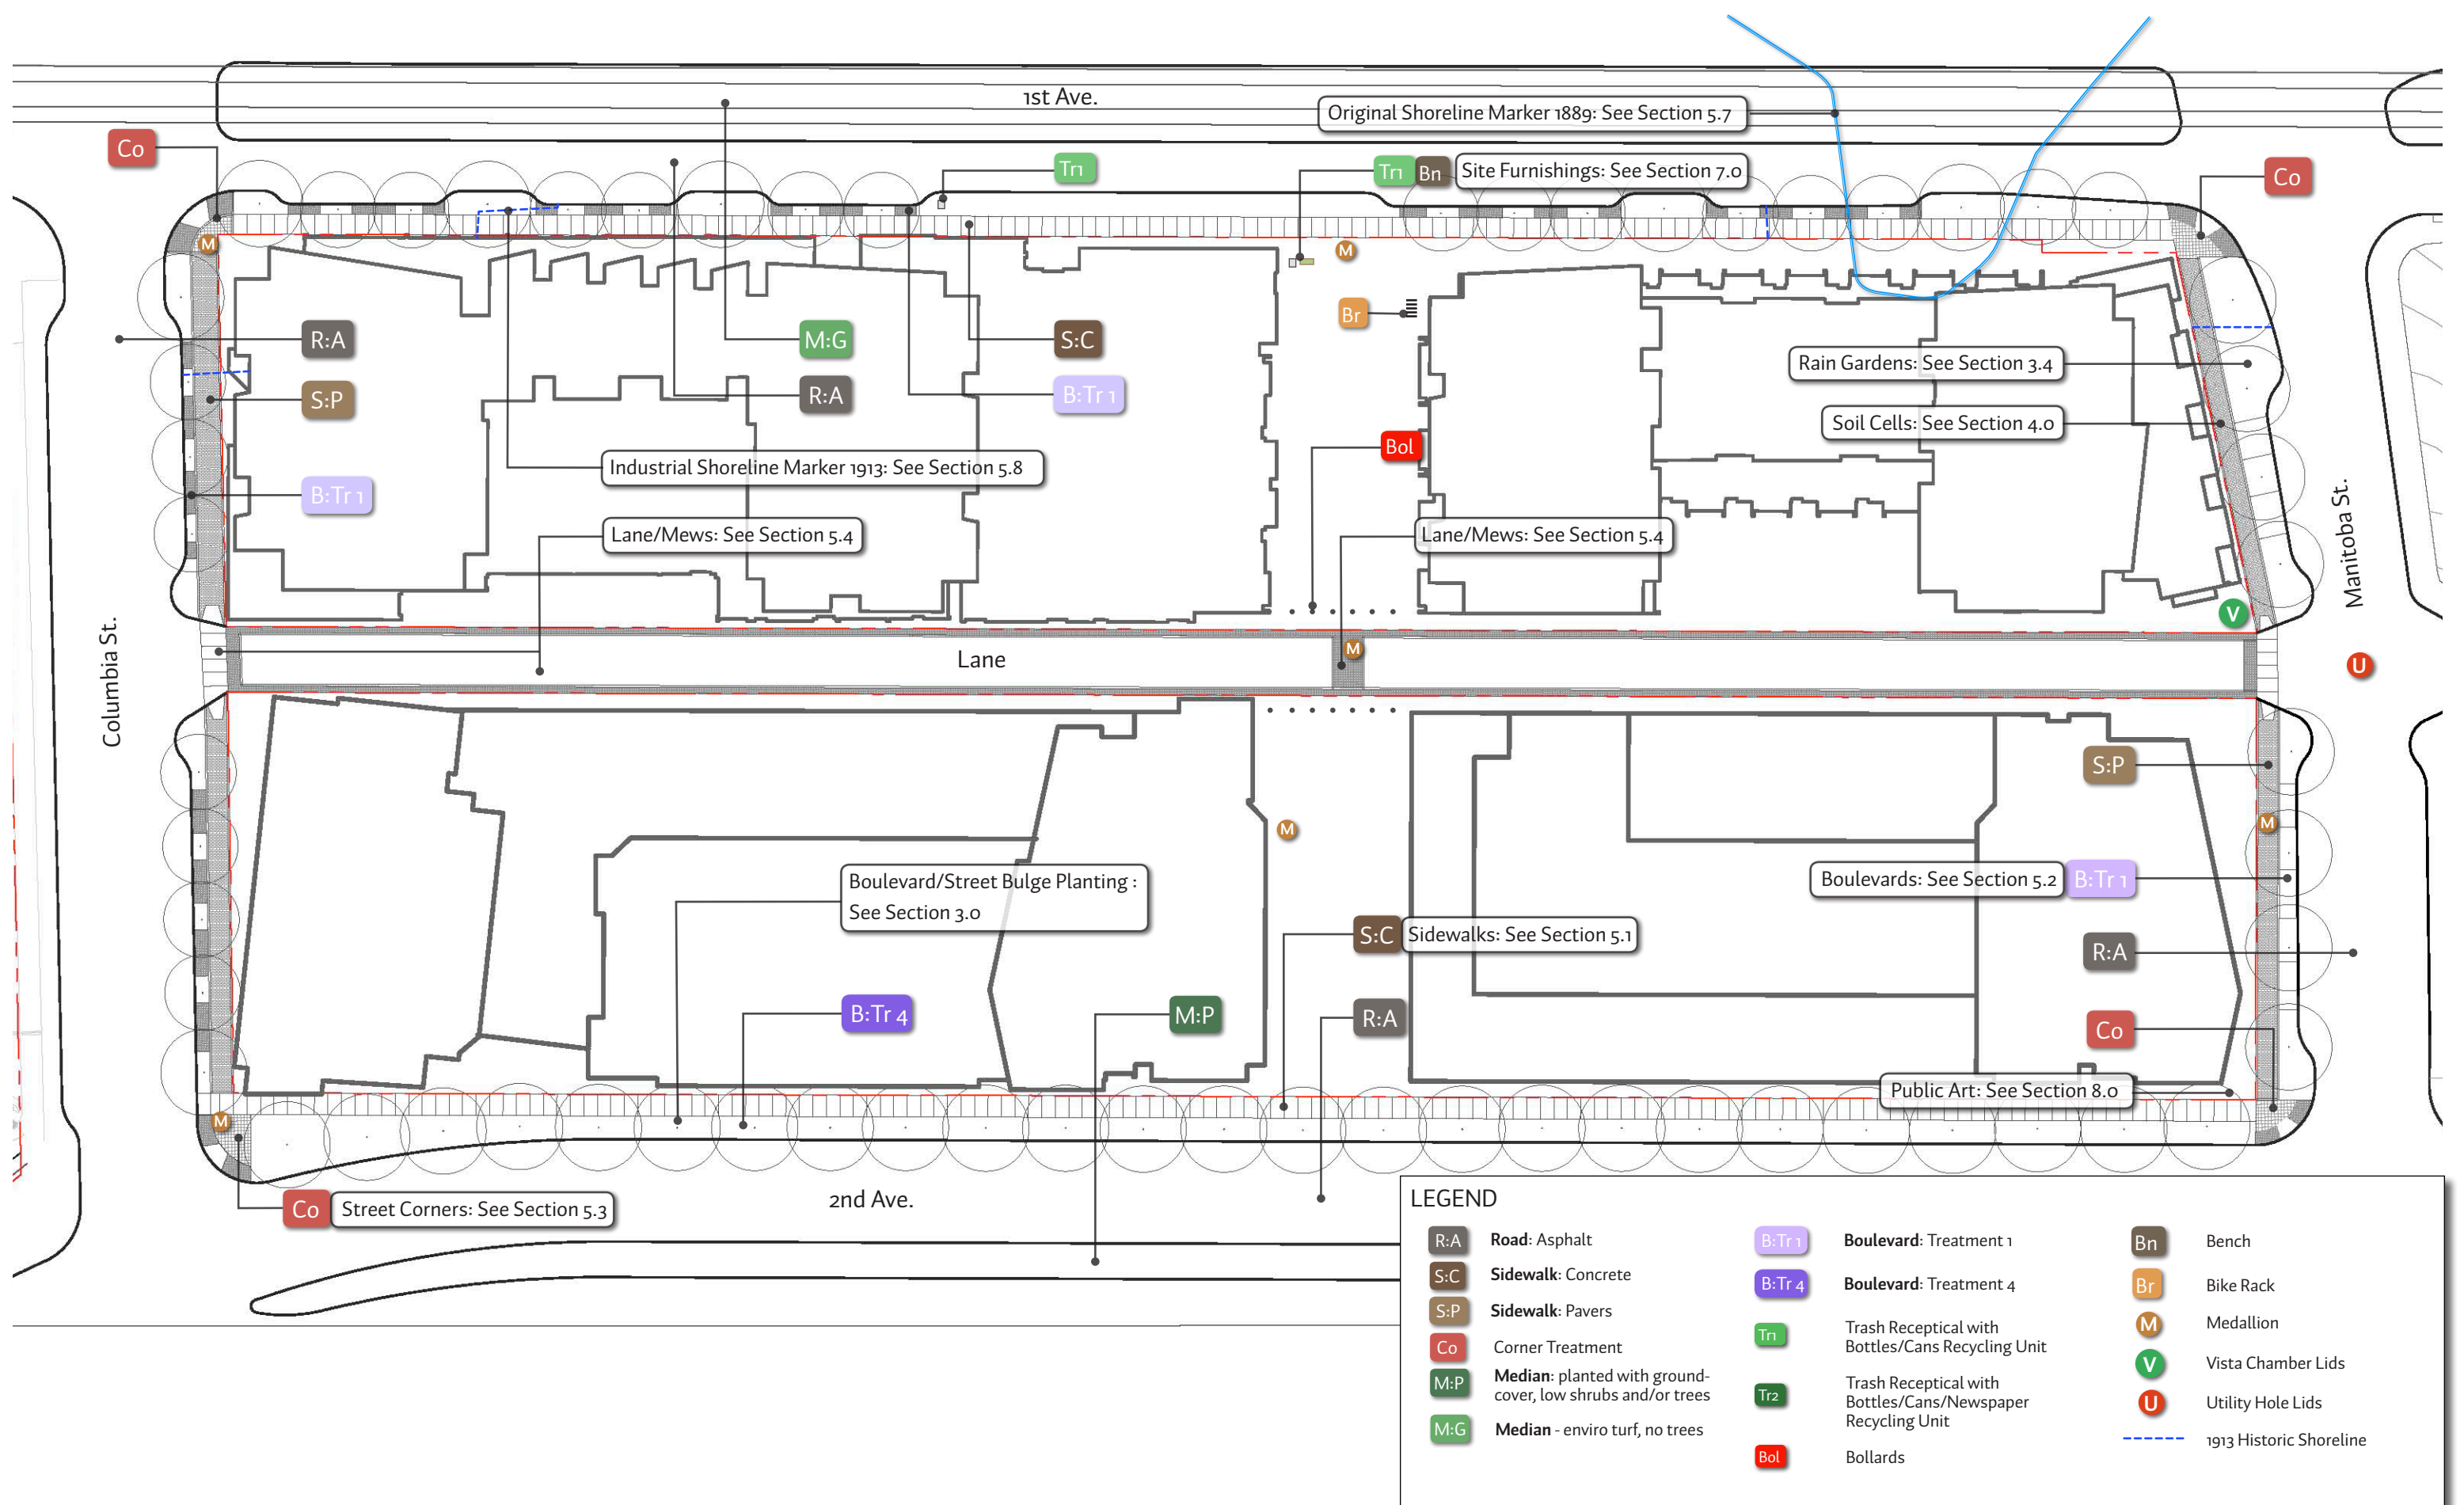 1st Ave.
Original Shoreline Marker 1889: See Section 5.7
Co
Tr1
Tr1
Bn
Site Furnishings: See Section 7.0
Co
M
M
Br
R:A
M:G
S:C
Rain Gardens: See Section 3.4
S:P
R:A
B:Tr 1
Soil Cells: See Section 4.0
Bol
Industrial Shoreline Marker 1913: See Section 5.8
B:Tr 1
Lane/Mews: See Section 5.4
Lane/Mews: See Section 5.4
Manitoba St.
V
Columbia St.
Lane
M
U
S:P
M
M
Boulevard/Street Bulge Planting :
See Section 3.0
Boulevards: See Section 5.2
B:Tr 1
S:C
Sidewalks: See Section 5.1
R:A
B:Tr 4
M:P
R:A
Co
Public Art: See Section 8.0
M
Co
Street Corners: See Section 5.3
2nd Ave.
LEGEND
R:A
Road: Asphalt
S:C
Sidewalk: Concrete
S:P
Sidewalk: Pavers
Co
Corner Treatment
M:P
Median: planted with ground-
cover, low shrubs and/or trees
M:G
Median - enviro turf, no trees
B:Tr 1
Boulevard: Treatment 1
B:Tr 4
Boulevard: Treatment 4
Tr1
Trash Receptical with
Bottles/Cans Recycling Unit
Tr2
Trash Receptical with
Bottles/Cans/Newspaper
Recycling Unit
Bol
Bollards
Bn
Bench
Br
Bike Rack
M
Medallion
V
Vista Chamber Lids
U
Utility Hole Lids
1913 Historic Shoreline